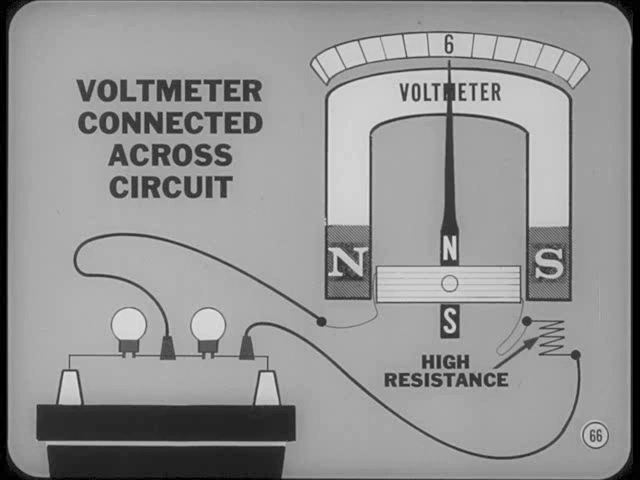 VOLTMETER
CONNECTED
ACROSS
CIRCUIT
6
VOLTMETER
N
S
N
S
HIGH
RESISTANCE
66